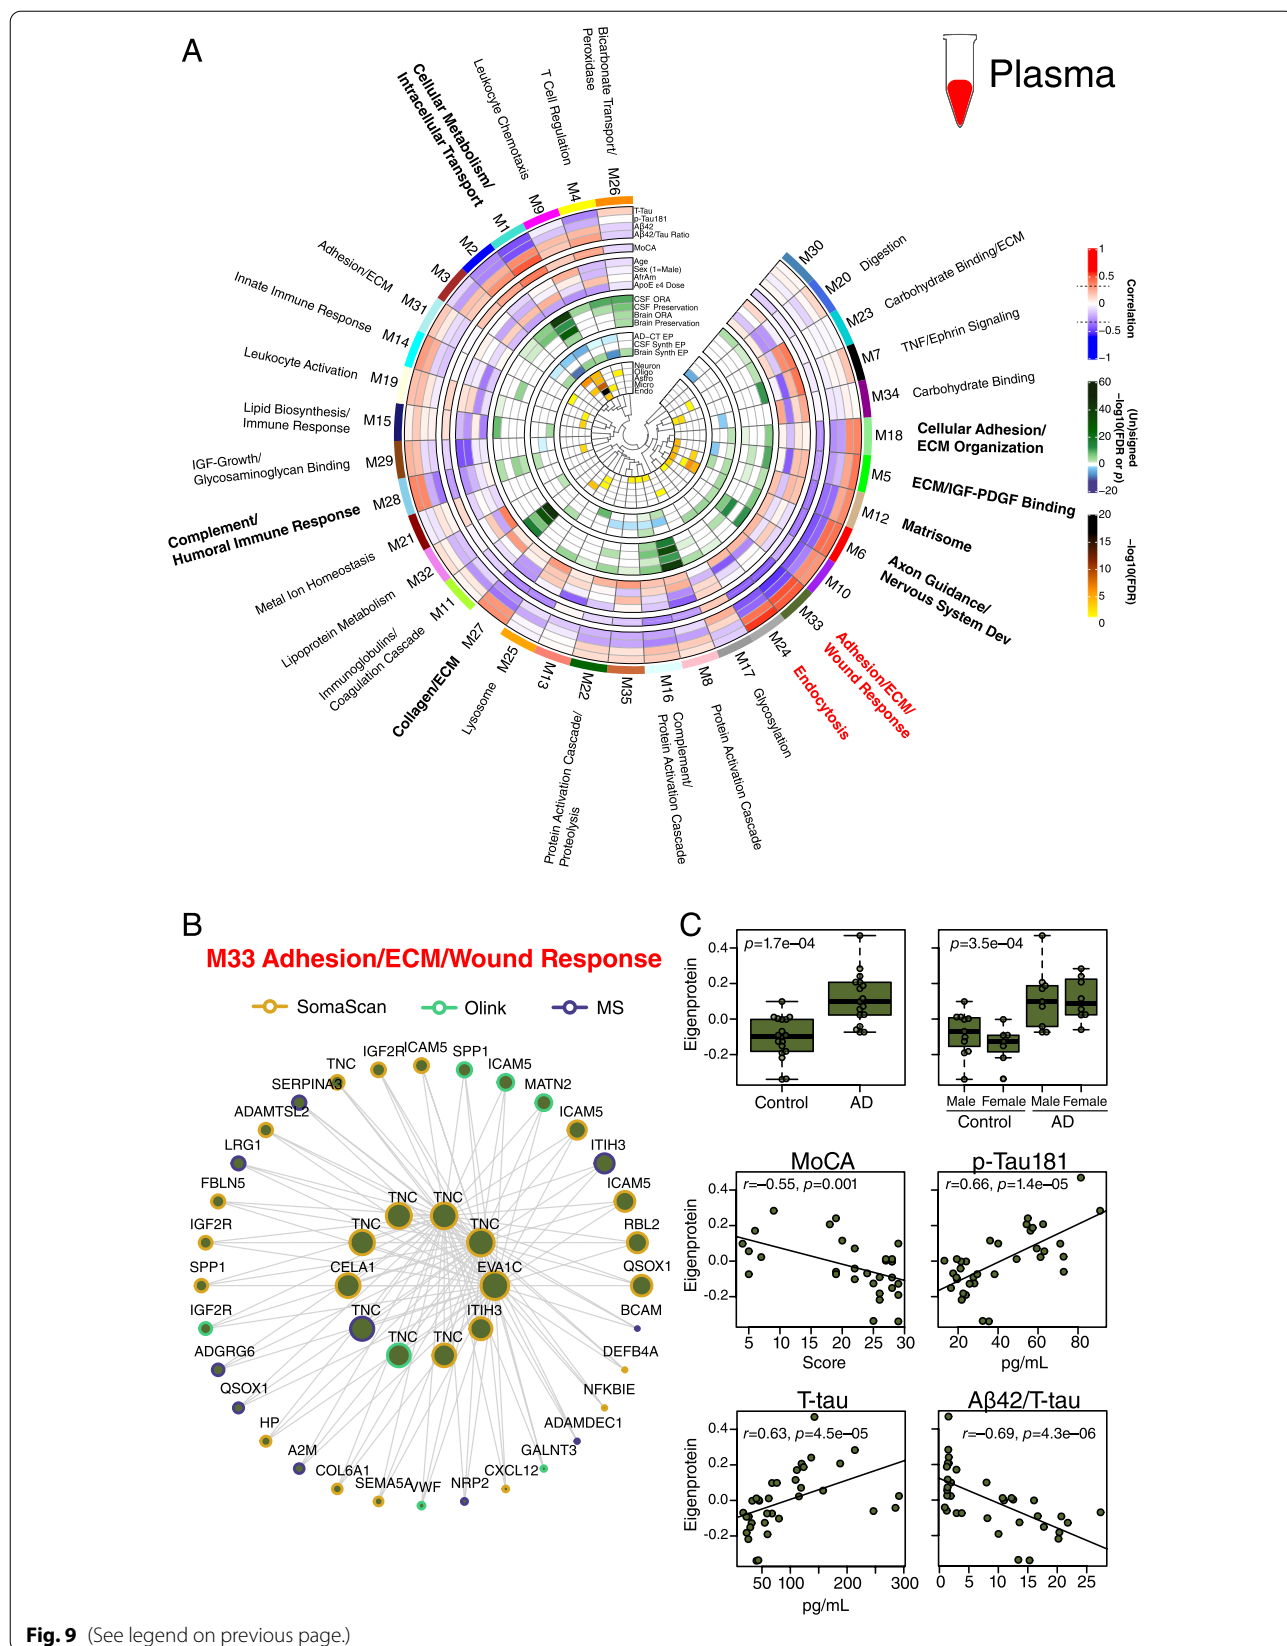 A
Plasma
Bicarbonate Transport/
Peroxidase
M26
T Cell Regulation
M4
Leukocyte Chemotaxis
M9
Cellular Metabolism/
Intracellular Transport
M1
M2
M3
Adhesion/ECM
M31
Innate Immune Response
M14
Leukocyte Activation
M19
Lipid Biosynthesis/
Immune Response
M15
IGF-Growth/
Glycosaminoglycan Binding
M29
Complement/
Humoral Immune Response
M28
M21
Metal Ion Homeostasis
M32
Lipoprotein Metabolism
M11
Immunoglobulins/
Coagulation Cascade
M27
Collagen/ECM
M25
Lysosome
M13
M22
Protein Activation Cascade/
Proteolysis
M35
M16
Complement/
Protein Activation Cascade
M8
Protein Activation Cascade
M17
Glycosylation
M24
Endocytosis
M33
Adhesion/ECM/
Wound Response
M10
M6
Axon Guidance/
Nervous System Dev
M12
Matrisome
M5
ECM/IGF-PDGF Binding
M18
Cellular Adhesion/
ECM Organization
M34
Carbohydrate Binding
M7
TNF/Ephrin Signaling
M23
Carbohydrate Binding/ECM
M20
Digestion
M30
T-Tau
p-Tau181
Aβ42
Aβ42/Tau Ratio
MoCA
Age
Sex (1=Male)
AfrAm
ApoE ε4 Dose
CSF ORA
CSF Preservation
Brain ORA
Brain Preservation
AD-CT EP
CSF Synth EP
Brain Synth EP
Neuron
Oligo
Astro
Micro
Endo
1
0.5
0
−0.5
−1
Correlation
60
40
20
0
−20
(Un)signed
−log10(FDR or p)
20
15
10
5
0
−log10(FDR)
B
M33 Adhesion/ECM/Wound Response
SomaScan
Olink
MS
IGF2R
ICAM5
SPP1
TNC
ICAM5
SERPINA3
MATN2
ADAMTSL2
ICAM5
LRG1
ITIH3
FBLN5
ICAM5
TNC
TNC
IGF2R
TNC
TNC
RBL2
SPP1
CELA1
EVA1C
QSOX1
IGF2R
TNC
ITIH3
BCAM
TNC
TNC
ADGRG6
DEFB4A
QSOX1
NFKBIE
HP
ADAMDEC1
A2M
GALNT3
COL6A1
SEMA5A
VWF
NRP2
CXCL12
C
p=1.7e−04
Eigenprotein
0.4
0.2
0.0
-0.2
Control
AD
p=3.5e−04
Male
Female
Male
Female
Control
AD
MoCA
r=−0.55, p=0.001
Eigenprotein
0.4
0.2
0.0
-0.2
5
10
15
20
25
30
Score
p-Tau181
r=0.66, p=1.4e−05
20
40
60
80
pg/mL
T-tau
r=0.63, p=4.5e−05
Eigenprotein
0.4
0.2
0.0
-0.2
50
100
200
300
pg/mL
Aβ42/T-tau
r=−0.69, p=4.3e−06
0
5
10
15
20
25
Fig. 9 (See legend on previous page.)